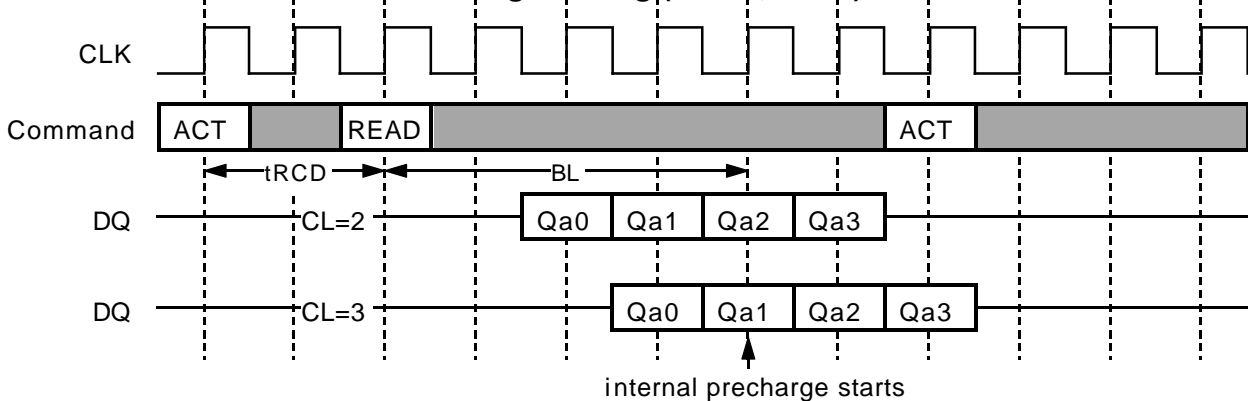 CLK
Command ACT READ ACT
tRCD BL
DQ CL=2 Qa0 Qa1 Qa2 Qa3
DQ CL=3 Qa0 Qa1 Qa2 Qa3
internal precharge starts